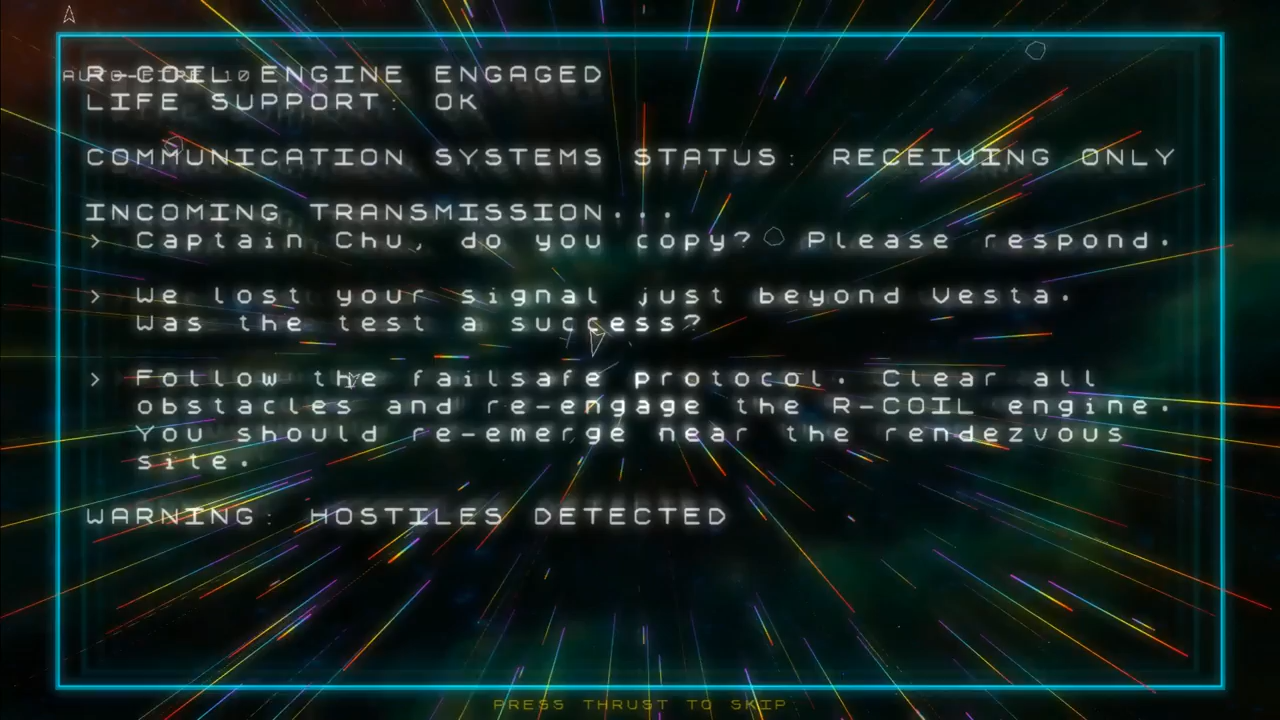 AUTO-FIRE 10
R-COIL ENGINE ENGAGED
LIFE SUPPORT: OK
COMMUNICATION SYSTEMS STATUS: RECEIVING ONLY
INCOMING TRANSMISSION...
> Captain Chu, do you copy? Please respond.
> We lost your signal just beyond Vesta.
Was the test a success?
> Follow the failsafe protocol. Clear all
obstacles and re-engage the R-COIL engine.
You should re-emerge near the rendezvous
site.
WARNING: HOSTILES DETECTED
PRESS THRUST TO SKIP